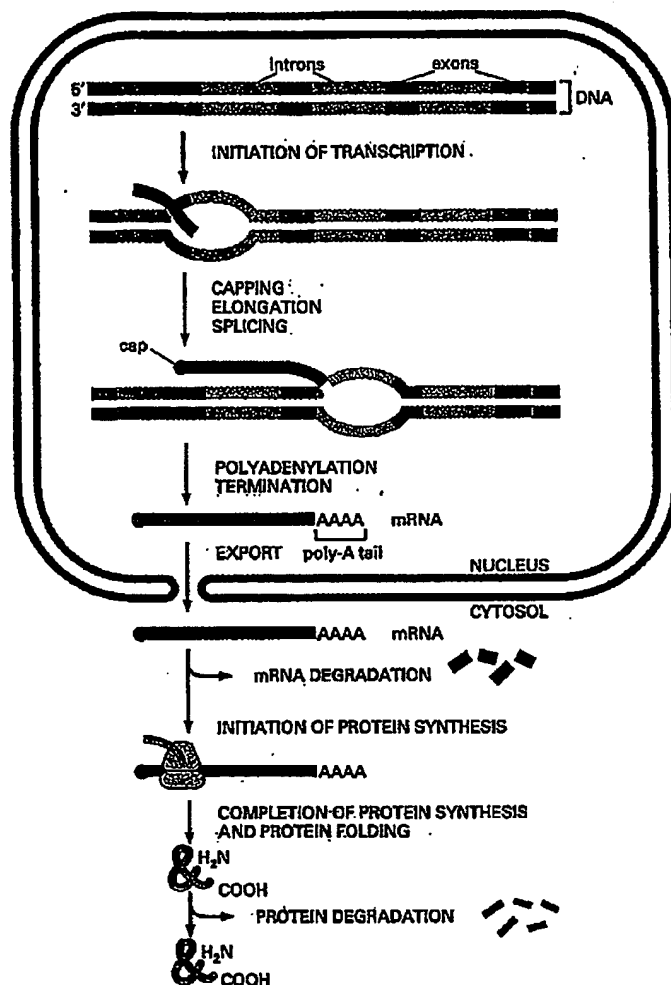 introns exons
5'
3'
DNA
INITIATION OF TRANSCRIPTION
CAPPING
ELONGATION
SPLICING
cap
POLYADENYLATION
TERMINATION
AAAA mRNA
EXPORT poly-A tail
NUCLEUS
CYTOSOL
AAAA mRNA
mRNA DEGRADATION
INITIATION OF PROTEIN SYNTHESIS
AAAA
COMPLETION OF PROTEIN SYNTHESIS
AND PROTEIN FOLDING
H₂N
COOH
PROTEIN DEGRADATION
H₂N
COOH